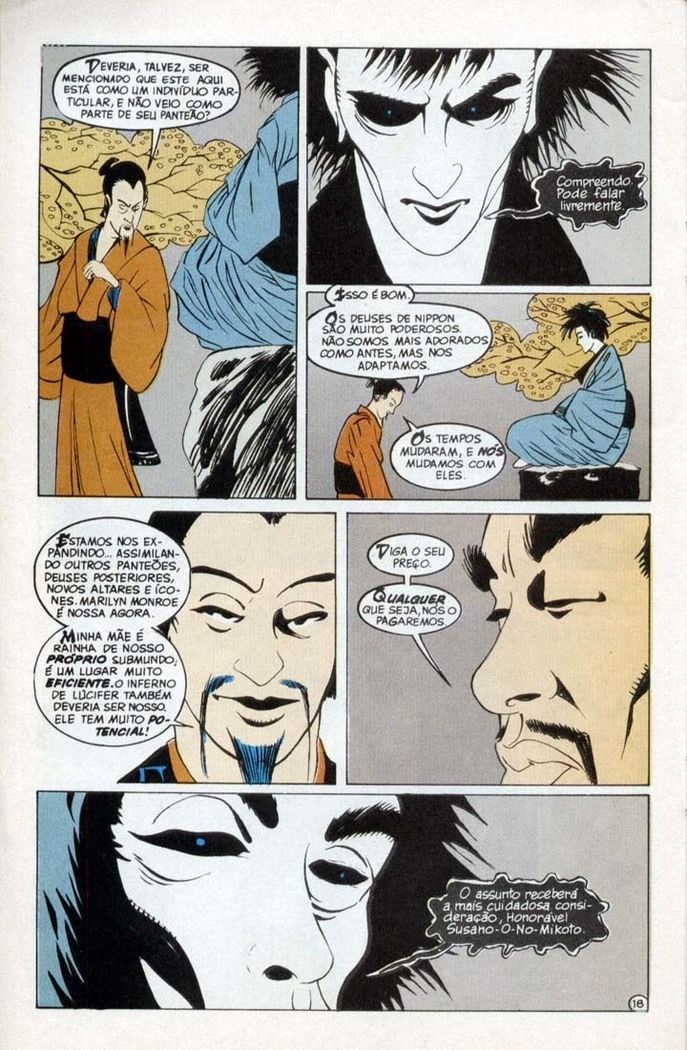 DEVERIA, TALVEZ, SER
MENCIONADO QUE ESTE AQUI
ESTÁ COMO UM INDIVÍDUO PAR-
TICULAR, E NÃO VEIO COMO
PARTE DE SEU PANTEÃO?
Compreendo.
Pode falar
livremente.
ISSO É BOM.
OS DEUSES DE NIPPON
SÃO MUITO PODEROSOS.
NÃO SOMOS MAIS ADORADOS
COMO ANTES, MAS NOS
ADAPTAMOS.
OS TEMPOS
MUDARAM, E NÓS
MUDAMOS COM
ELES.
ESTAMOS NOS EX-
PANDINDO... ASSIMILAN-
DO OUTROS PANTEÕES,
DEUSES POSTERIORES,
NOVOS ALTARES E ÍCO-
NES. MARILYN MONROE
É NOSSA AGORA.
MINHA MÃE É
RAINHA DE NOSSO
PRÓPRIO SUBMUNDO;
É UM LUGAR MUITO
EFICIENTE. O INFERNO
DE LÚCIFER TAMBÉM
DEVERIA SER NOSSO.
ELE TEM MUITO PO-
TENCIAL!
DIGA O SEU
PREÇO.
QUALQUER
QUE SEJA, NÓS O
PAGAREMOS.
O assunto receberá
a mais cuidadosa consi-
deração, Honorável
Susano-O-No-Mikoto.
18